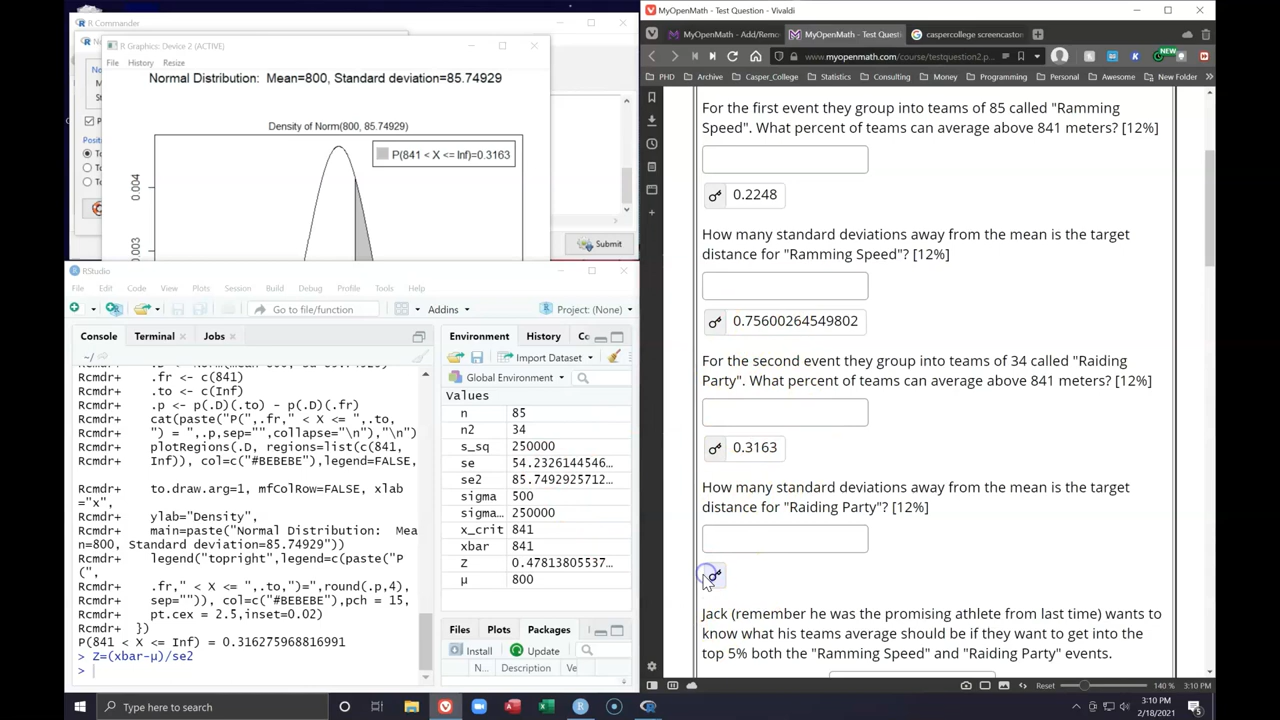 R Commander
R Graphics: Device 2 (ACTIVE)
File History Resize
Normal Distribution: Mean=800, Standard deviation=85.74929
Density of Norm(800, 85.74929)
P(841 < X <= Inf)=0.3163
0.004
0.003
Submit
RStudio
File Edit Code View Plots Session Build Debug Profile Tools Help
Go to file/function
Addins
Project: (None)
Console Terminal Jobs
~/
Rcmdr+ .fr <- c(841)
Rcmdr+ .to <- c(Inf)
Rcmdr+ .p <- p(.D)(.to) - p(.D)(.fr)
Rcmdr+ cat(paste("P(",.fr," < X <= ",.to,
") = ",.p,sep="",collapse="\n"),"\n")
Rcmdr+ plotRegions(.D, regions=list(c(841,
Inf)), col=c("#BEBEBE"),legend=FALSE,
Rcmdr+ to.draw.arg=1, mfColRow=FALSE, xlab
="x",
Rcmdr+ ylab="Density",
Rcmdr+ main=paste("Normal Distribution: Mea
n=800, Standard deviation=85.74929"))
Rcmdr+ legend("topright",legend=c(paste("P
(",
Rcmdr+ .fr," < X <= ",.to,")=",round(.p,4),
sep="")), col=c("#BEBEBE"),pch = 15,
Rcmdr+ pt.cex = 2.5,inset=0.02)
Rcmdr+ })
P(841 < X <= Inf) = 0.316275968816991
> Z=(xbar-μ)/se2
>
Environment History Co
Import Dataset
Global Environment
Values
n 85
n2 34
s_sq 250000
se 54.2326144546…
se2 85.7492925712…
sigma 500
sigma… 250000
x_crit 841
xbar 841
Z 0.47813805537…
μ 800
Files Plots Packages
Install Update
N... Description Ve
MyOpenMath - Test Question - Vivaldi
MyOpenMath - Add/Remo
MyOpenMath - Test Questi
caspercollege screencasto
www.myopenmath.com/course/testquestion2.p...
NEW
PHD Archive Casper_College Statistics Consulting Money Programming Personal Awesome New Folder
For the first event they group into teams of 85 called "Ramming
Speed". What percent of teams can average above 841 meters? [12%]
0.2248
How many standard deviations away from the mean is the target
distance for "Ramming Speed"? [12%]
0.75600264549802
For the second event they group into teams of 34 called "Raiding
Party". What percent of teams can average above 841 meters? [12%]
0.3163
How many standard deviations away from the mean is the target
distance for "Raiding Party"? [12%]
Jack (remember he was the promising athlete from last time) wants to
know what his teams average should be if they want to get into the
top 5% both the "Ramming Speed" and "Raiding Party" events.
Reset 140 % 3:10 PM
Type here to search
3:10 PM
2/18/2021